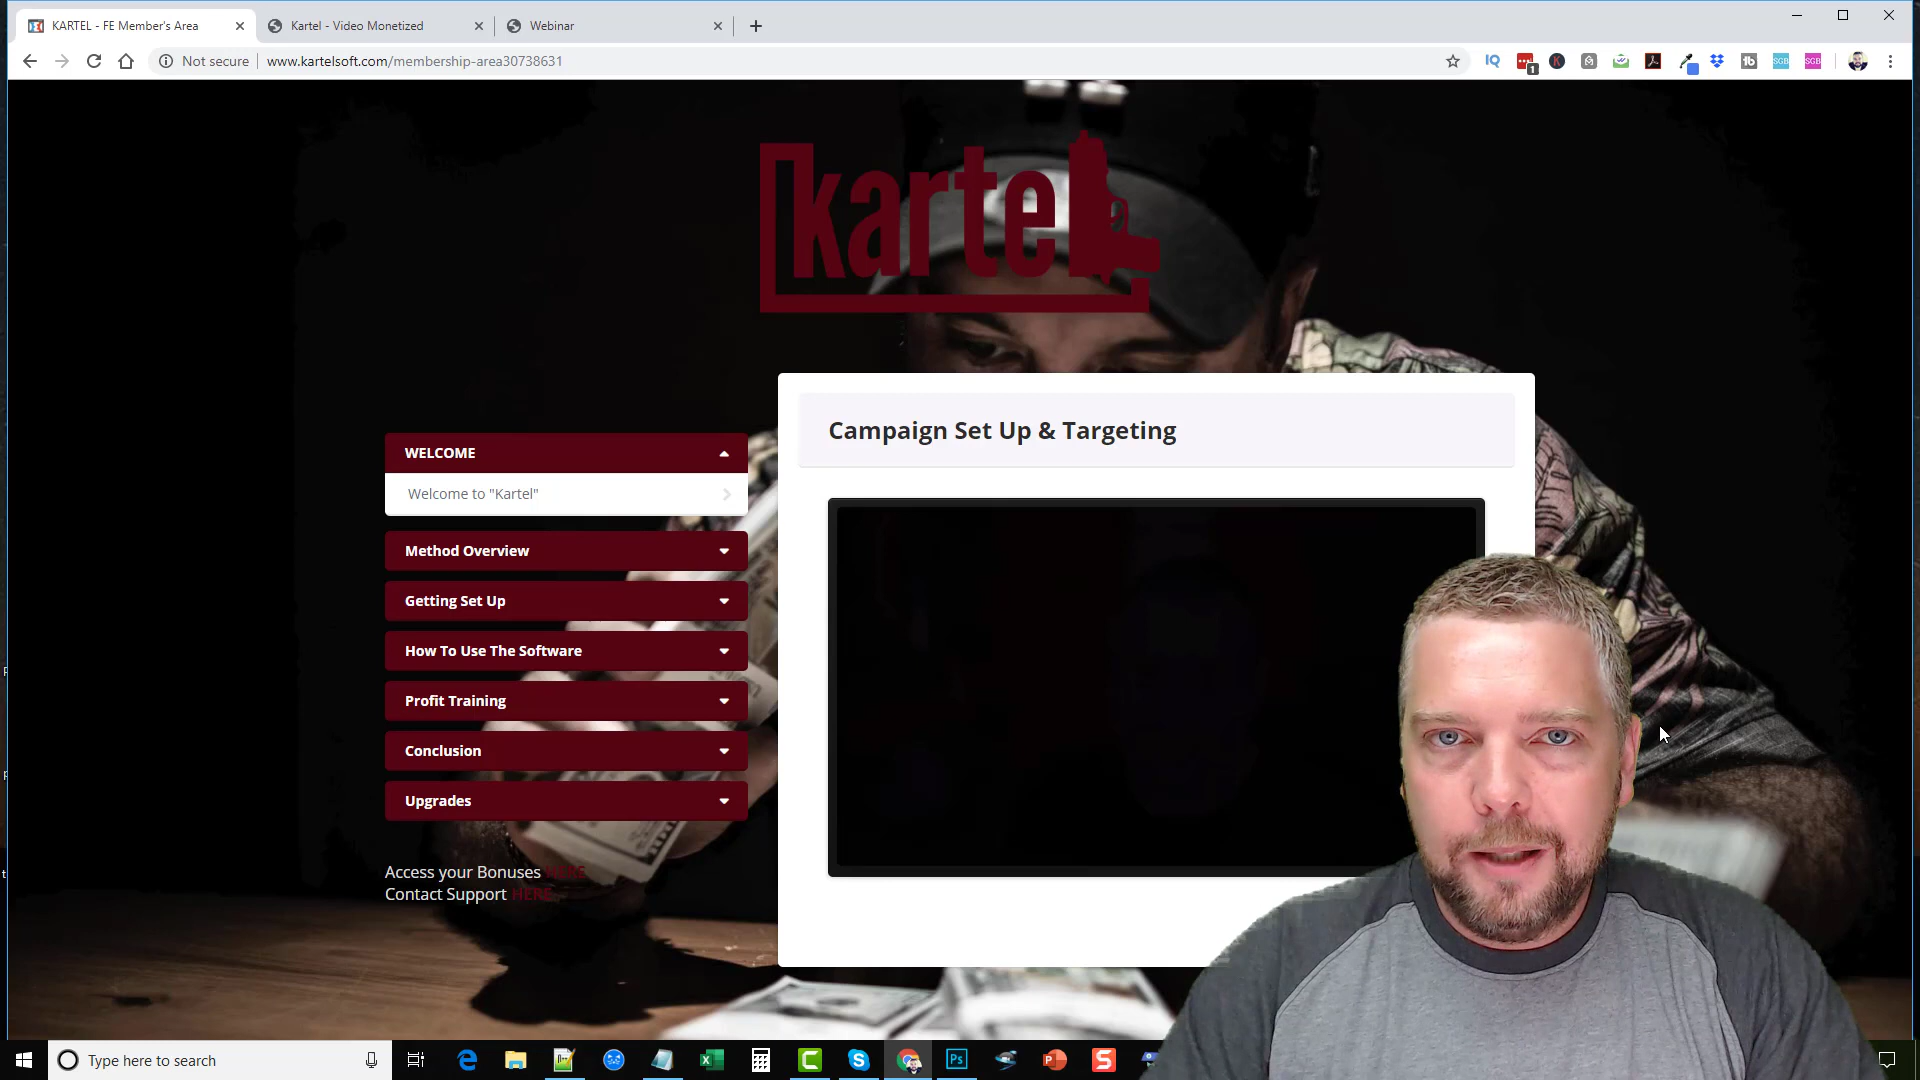 KARTEL - FE Member's Area
Kartel - Video Monetized
Webinar
Not secure
www.kartelsoft.com/membership-area30738631
kartel
Campaign Set Up & Targeting
WELCOME
Welcome to "Kartel"
Method Overview
Getting Set Up
How To Use The Software
Profit Training
Conclusion
Upgrades
Access your Bonuses HERE
Contact Support HERE
Type here to search